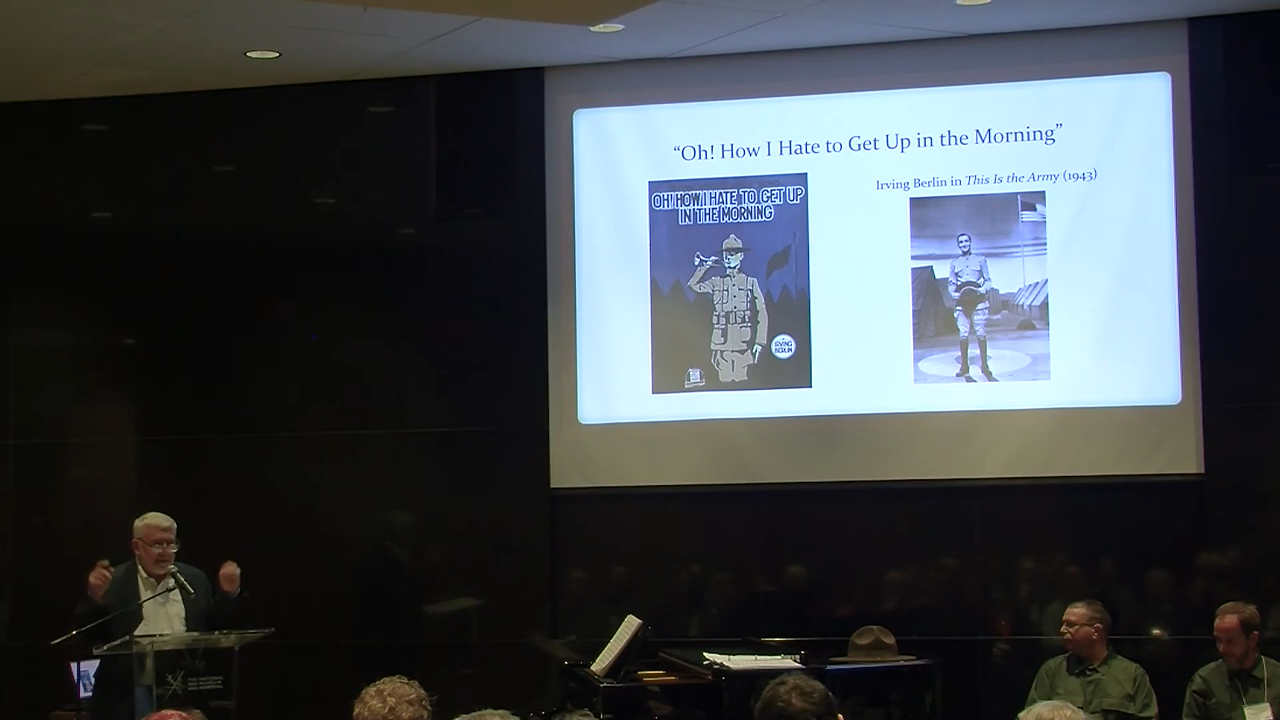 “Oh! How I Hate to Get Up in the Morning”
Irving Berlin in This Is the Army (1943)
OH! HOW I HATE TO GET UP
IN THE MORNING
IRVING
BERLIN